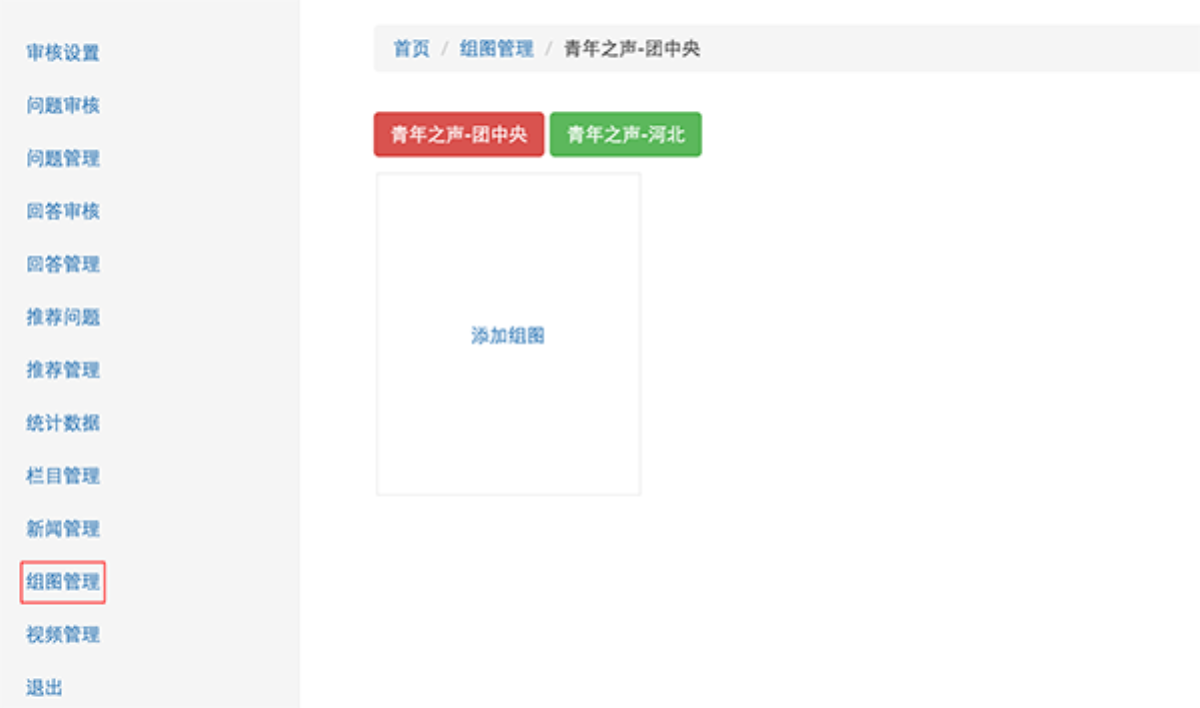 审核设置
问题审核
问题管理
回答审核
回答管理
推荐问题
推荐管理
统计数据
栏目管理
新闻管理
组图管理
视频管理
退出
首页 / 组图管理 / 青年之声-团中央
青年之声-团中央 青年之声-河北
添加组图